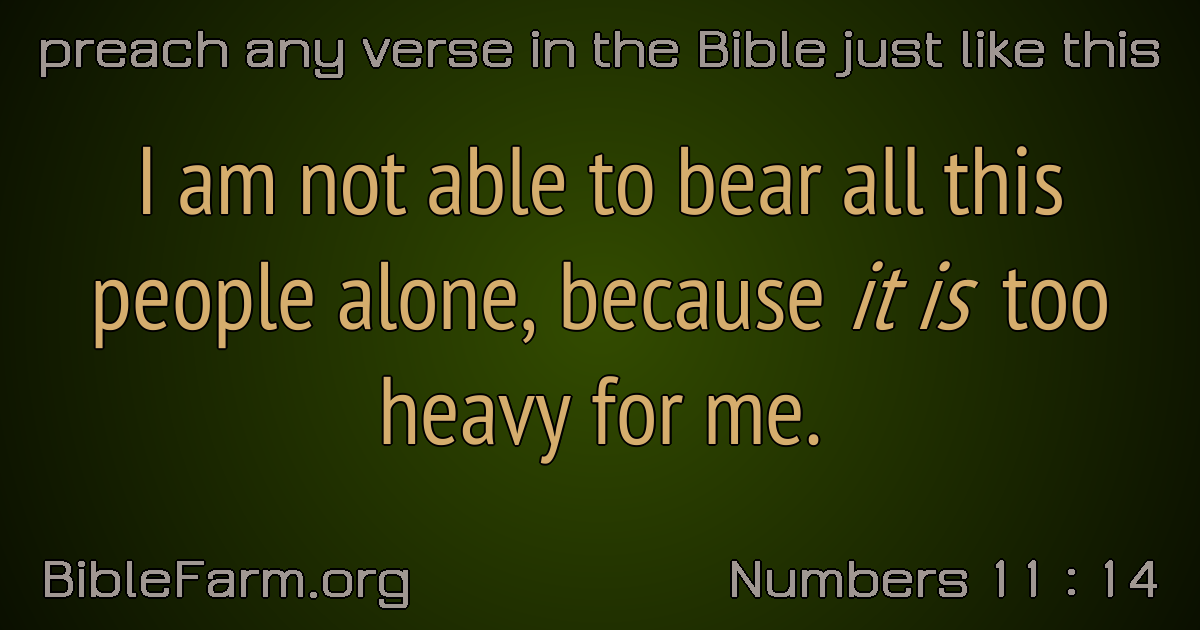 preach any verse in the Bible just like this
I am not able to bear all this
people alone, because it is too
heavy for me.
BibleFarm.org
Numbers 11 : 14